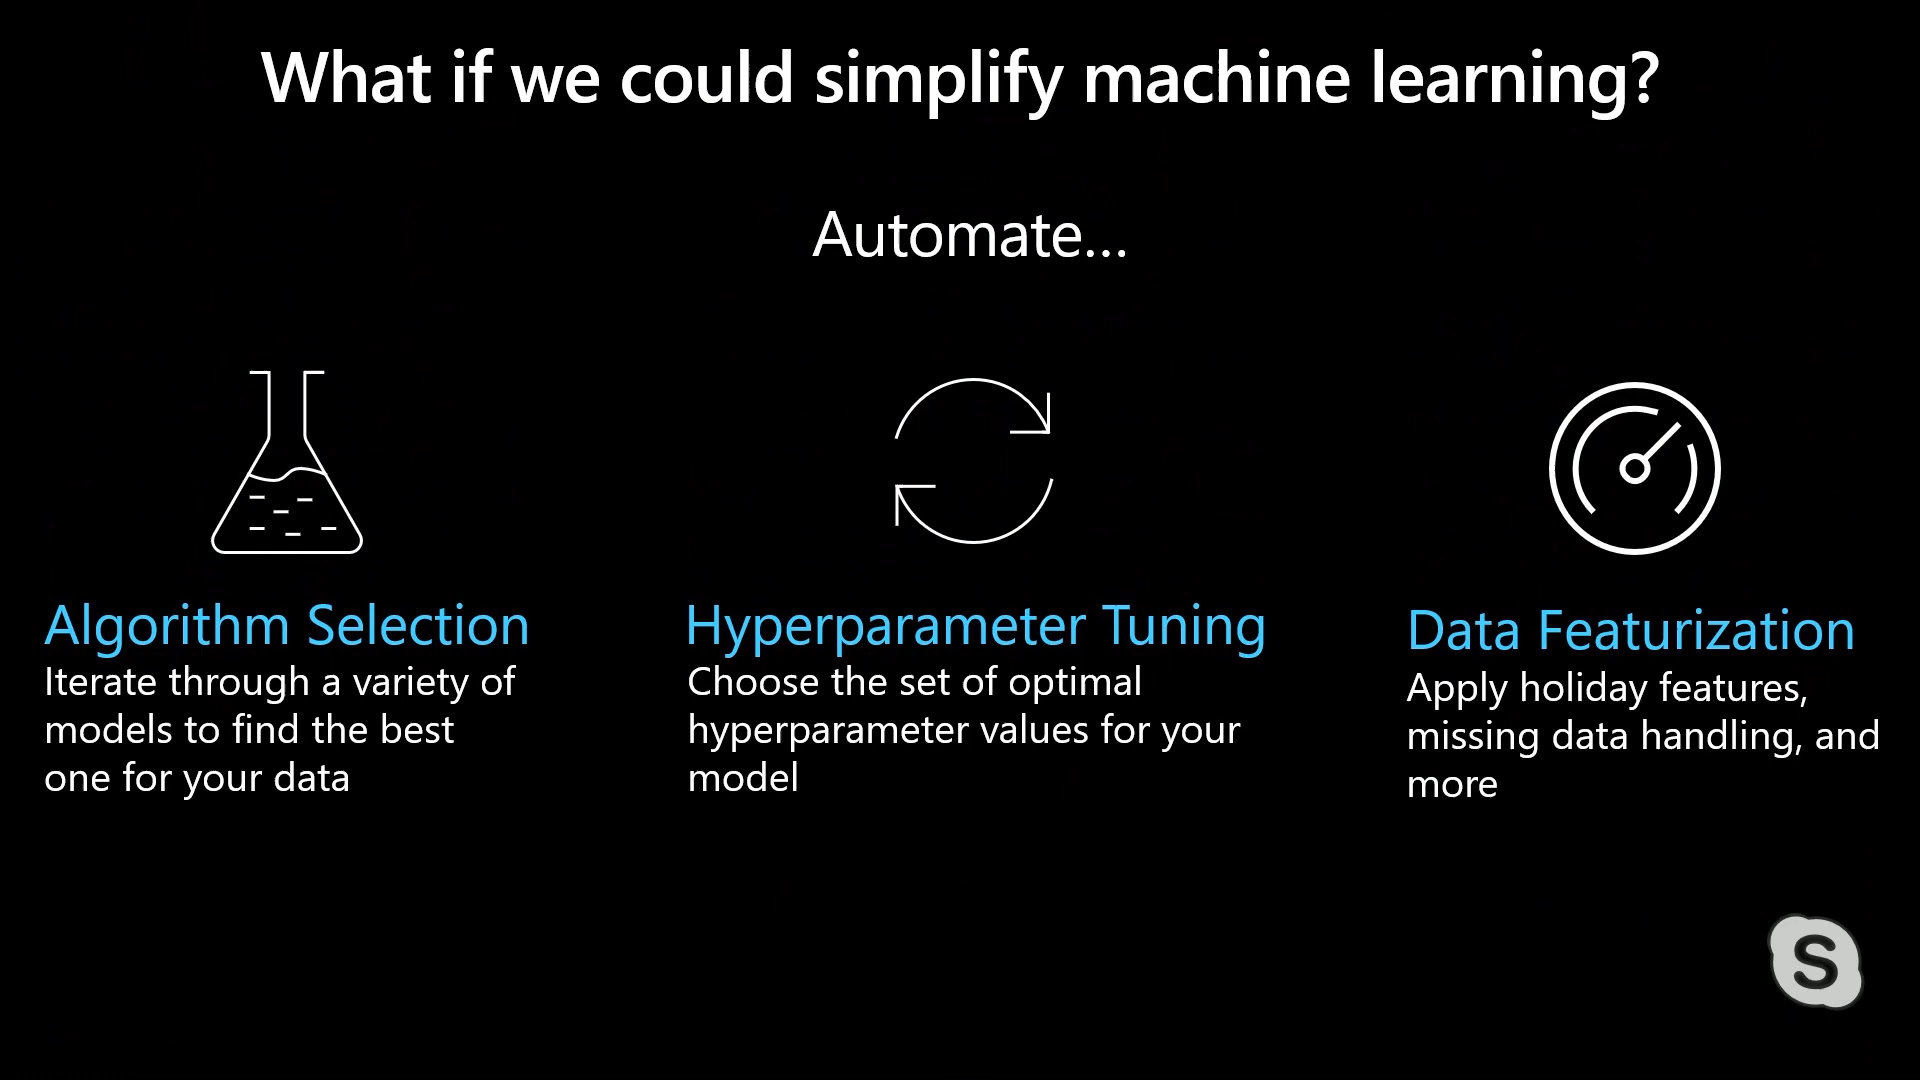 What if we could simplify machine learning?
Automate...
Algorithm Selection
Iterate through a variety of
models to find the best
one for your data
Hyperparameter Tuning
Choose the set of optimal
hyperparameter values for your
model
Data Featurization
Apply holiday features,
missing data handling, and
more
S